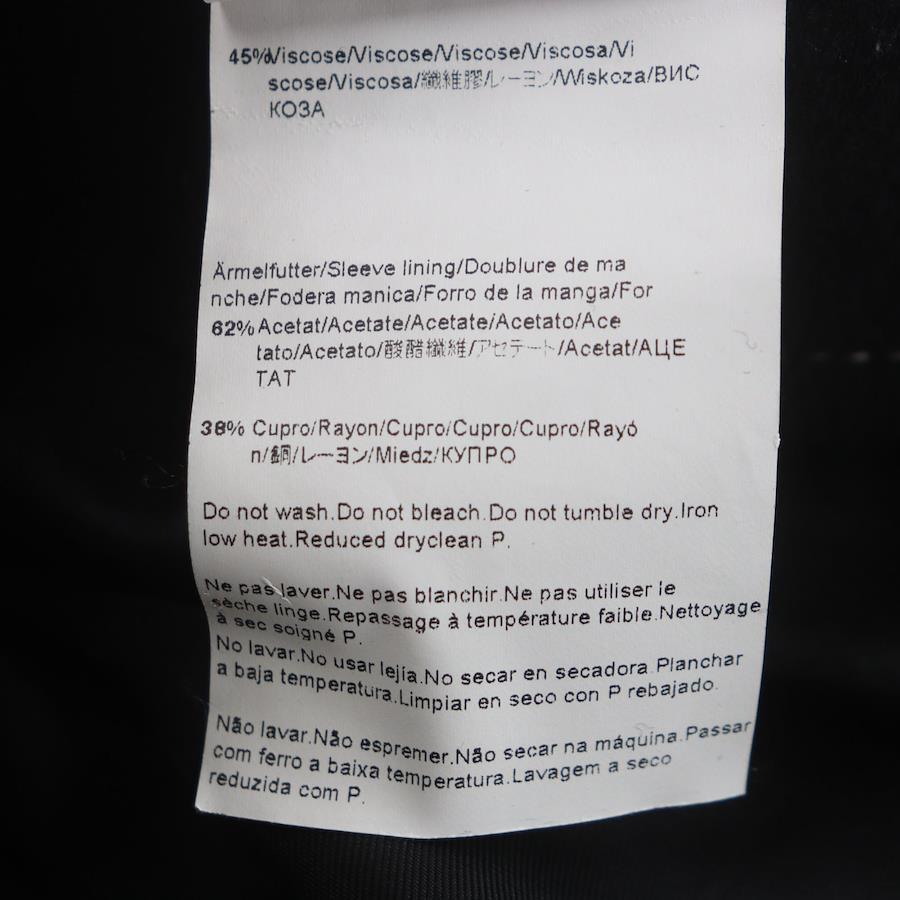 45%Viscose/Viscose/Viscose/Viscosa/Vi
scose/Viscosa/纖維膠/レーヨン/Wiskoza/ВИС
КОЗА
Ärmelfutter/Sleeve lining/Doublure de ma
nche/Fodera manica/Forro de la manga/For
62% Acetat/Acetate/Acetate/Acetato/Ace
tato/Acetato/酸醋纖維/アセテート/Acetat/АЦЕ
ТАТ
38% Cupro/Rayon/Cupro/Cupro/Cupro/Rayó
n/銅/レーヨン/Miedz/КУПРО
Do not wash.Do not bleach.Do not tumble dry.Iron
low heat.Reduced dryclean P.
Ne pas laver.Ne pas blanchir.Ne pas utiliser le
sèche linge.Repassage à température faible.Nettoyage
à sec soigné P.
No lavar.No usar lejía.No secar en secadora.Planchar
a baja temperatura.Limpiar en seco con P rebajado.
Não lavar.Não espremer.Não secar na máquina.Passar
com ferro a baixa temperatura.Lavagem a seco
reduzida com P.